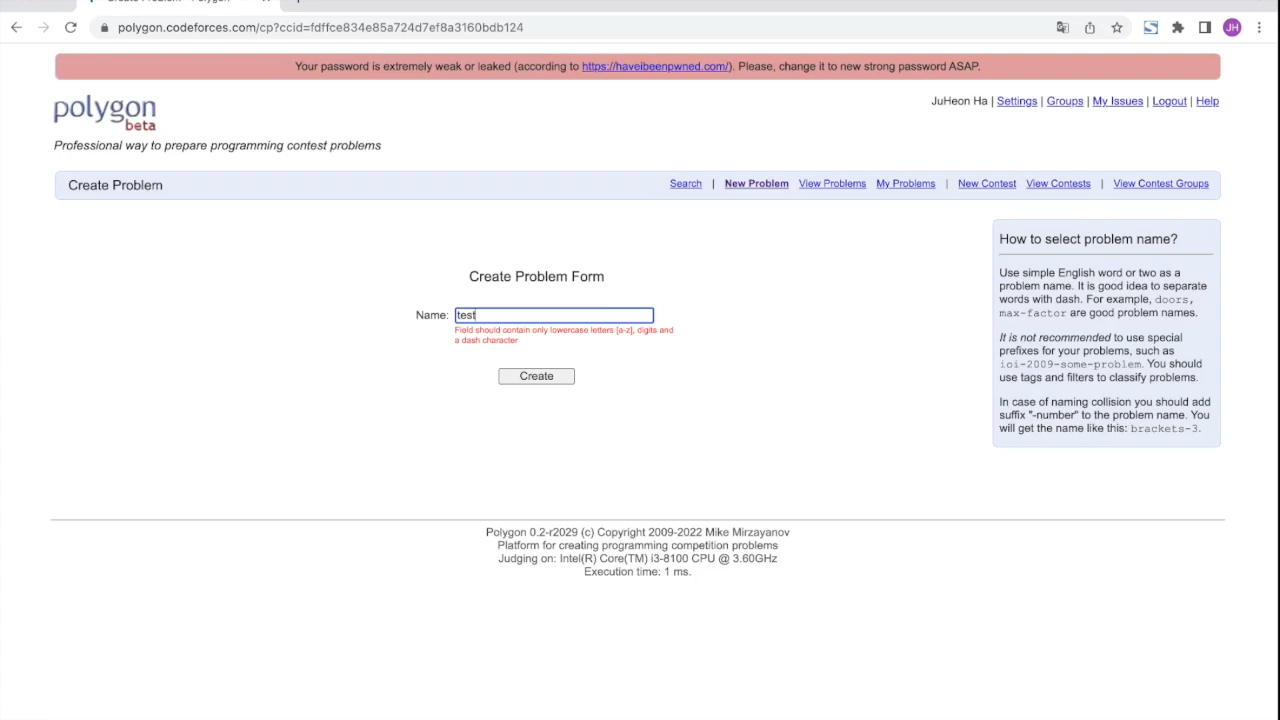 polygon.codeforces.com/cp?ccid=fdffce834e85a724d7ef8a3160bdb124
JH
Your password is extremely weak or leaked (according to https://haveibeenpwned.com/). Please, change it to new strong password ASAP.
polygon
beta
JuHeon Ha | Settings | Groups | My Issues | Logout | Help
Professional way to prepare programming contest problems
Create Problem
Search | New Problem View Problems My Problems | New Contest View Contests | View Contest Groups
Create Problem Form
Name: test
Field should contain only lowercase letters [a-z], digits and
a dash character
Create
How to select problem name?
Use simple English word or two as a
problem name. It is good idea to separate
words with dash. For example, doors,
max-factor are good problem names.
It is not recommended to use special
prefixes for your problems, such as
ioi-2009-some-problem. You should
use tags and filters to classify problems.
In case of naming collision you should add
suffix "-number" to the problem name. You
will get the name like this: brackets-3.
Polygon 0.2-r2029 (c) Copyright 2009-2022 Mike Mirzayanov
Platform for creating programming competition problems
Judging on: Intel(R) Core(TM) i3-8100 CPU @ 3.60GHz
Execution time: 1 ms.